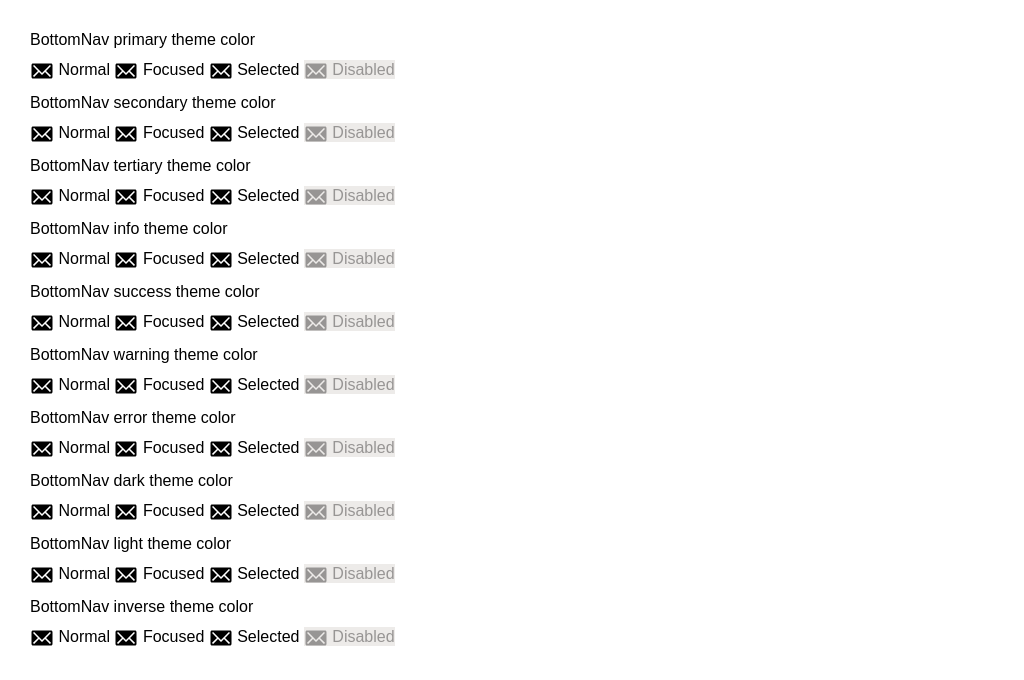 BottomNav primary theme color
Normal Focused Selected Disabled
BottomNav secondary theme color
Normal Focused Selected Disabled
BottomNav tertiary theme color
Normal Focused Selected Disabled
BottomNav info theme color
Normal Focused Selected Disabled
BottomNav success theme color
Normal Focused Selected Disabled
BottomNav warning theme color
Normal Focused Selected Disabled
BottomNav error theme color
Normal Focused Selected Disabled
BottomNav dark theme color
Normal Focused Selected Disabled
BottomNav light theme color
Normal Focused Selected Disabled
BottomNav inverse theme color
Normal Focused Selected Disabled